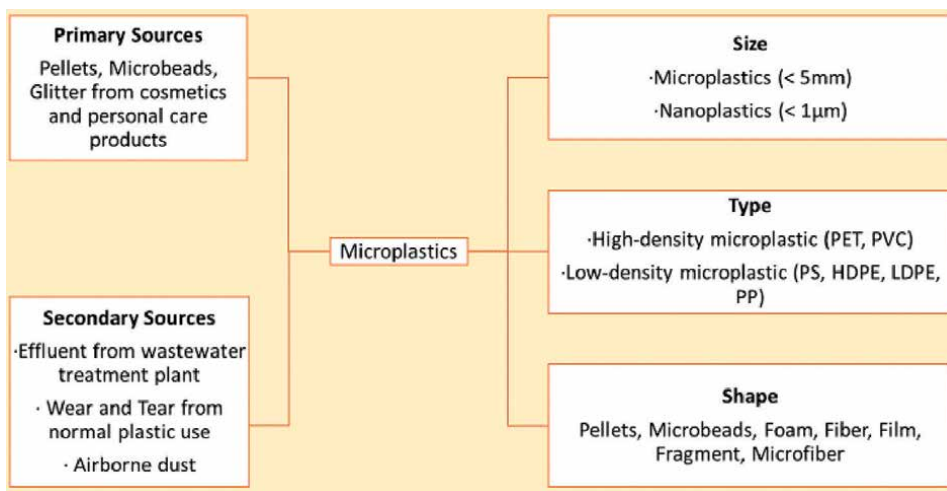 Primary Sources
Pellets, Microbeads,
Glitter from cosmetics
and personal care
products
Secondary Sources
·Effluent from wastewater
treatment plant
· Wear and Tear from
normal plastic use
· Airborne dust
Microplastics
Size
·Microplastics (< 5mm)
·Nanoplastics (< 1μm)
Type
·High-density microplastic (PET, PVC)
·Low-density microplastic (PS, HDPE, LDPE,
PP)
Shape
Pellets, Microbeads, Foam, Fiber, Film,
Fragment, Microfiber